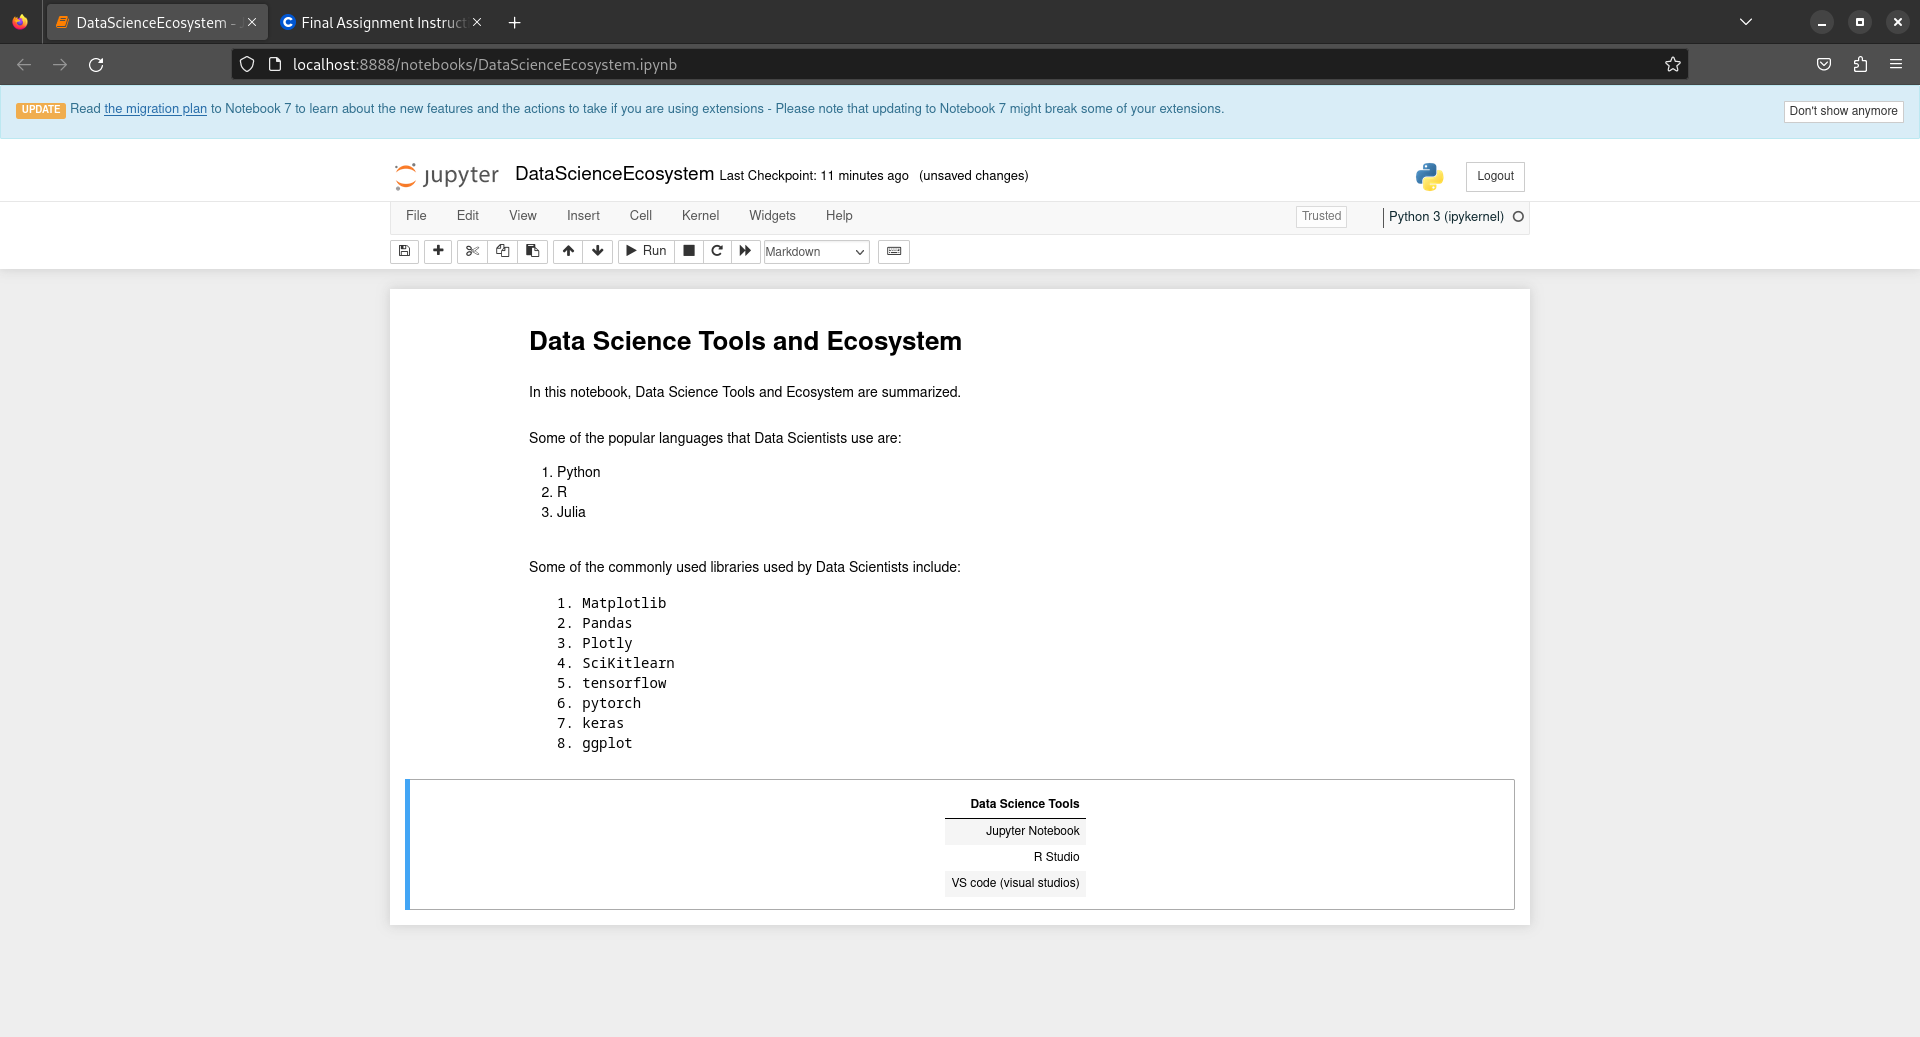 DataScienceEcosystem -
Final Assignment Instruct
localhost:8888/notebooks/DataScienceEcosystem.ipynb
UPDATE Read the migration plan to Notebook 7 to learn about the new features and the actions to take if you are using extensions - Please note that updating to Notebook 7 might break some of your extensions.
Don't show anymore
jupyter DataScienceEcosystem Last Checkpoint: 11 minutes ago (unsaved changes)
Logout
File Edit View Insert Cell Kernel Widgets Help
Trusted
Python 3 (ipykernel)
Run
Markdown
Data Science Tools and Ecosystem
In this notebook, Data Science Tools and Ecosystem are summarized.
Some of the popular languages that Data Scientists use are:
1. Python
2. R
3. Julia
Some of the commonly used libraries used by Data Scientists include:
1. Matplotlib
2. Pandas
3. Plotly
4. SciKitlearn
5. tensorflow
6. pytorch
7. keras
8. ggplot
Data Science Tools
Jupyter Notebook
R Studio
VS code (visual studios)